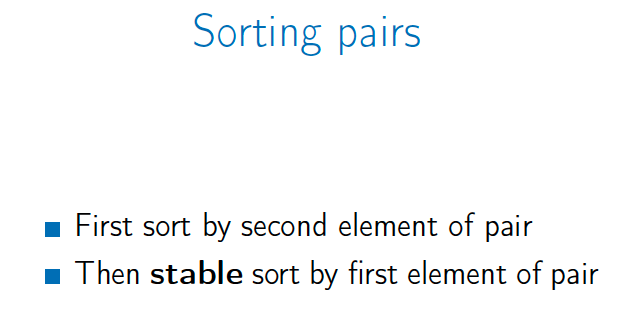 Sorting pairs
First sort by second element of pair
Then stable sort by first element of pair